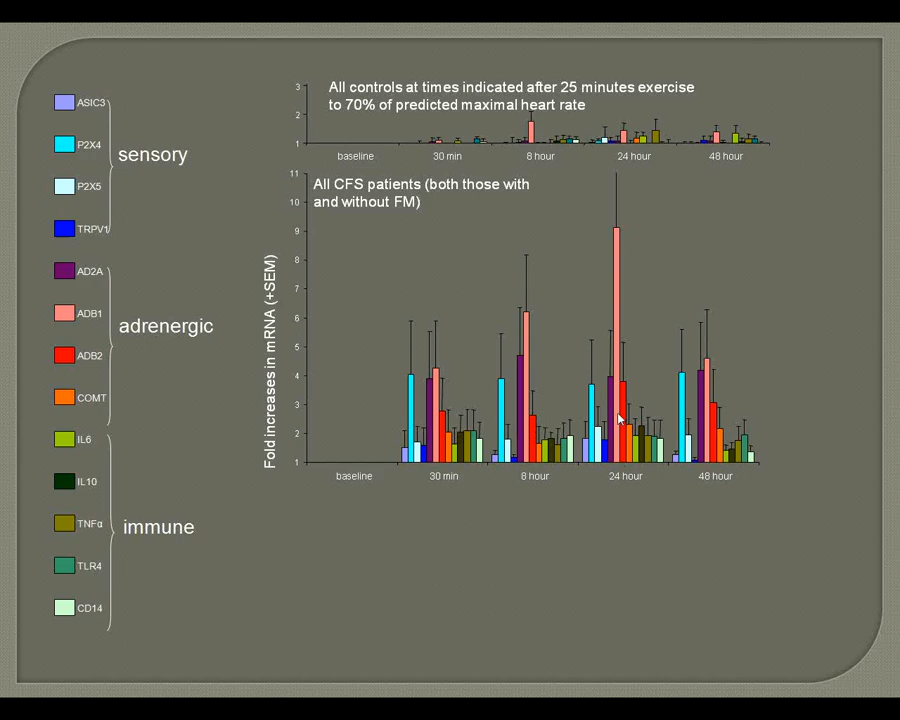 ASIC3
P2X4
sensory
P2X5
TRPV1
AD2A
ADB1
adrenergic
ADB2
COMT
IL6
IL10
immune
TNFα
TLR4
CD14
All controls at times indicated after 25 minutes exercise
to 70% of predicted maximal heart rate
3
2
1
baseline 30 min 8 hour 24 hour 48 hour
All CFS patients (both those with
and without FM)
Fold increases in mRNA (+SEM)
11
10
9
8
7
6
5
4
3
2
1
baseline 30 min 8 hour 24 hour 48 hour